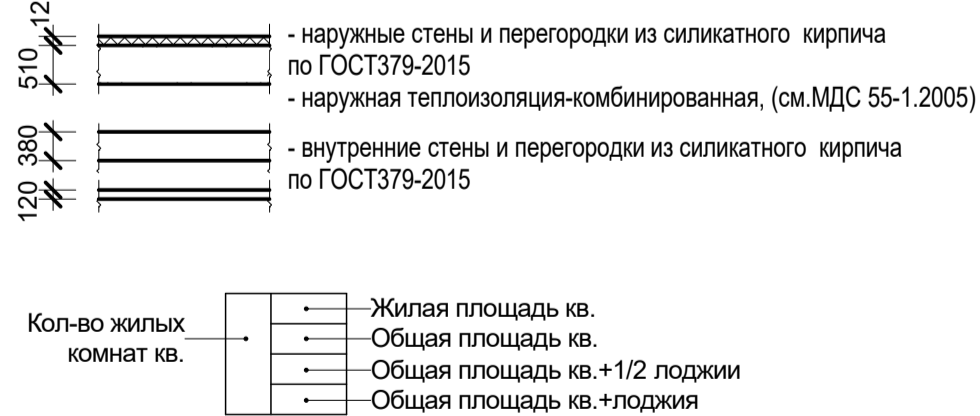 12
- наружные стены и перегородки из силикатного кирпича
510
по ГОСТ379-2015
- наружная теплоизоляция-комбинированная, (см.МДС 55-1.2005)
380
- внутренние стены и перегородки из силикатного кирпича
120
по ГОСТ379-2015
Кол-во жилых
комнат кв.
Жилая площадь кв.
Общая площадь кв.
Общая площадь кв.+1/2 лоджии
Общая площадь кв.+лоджия